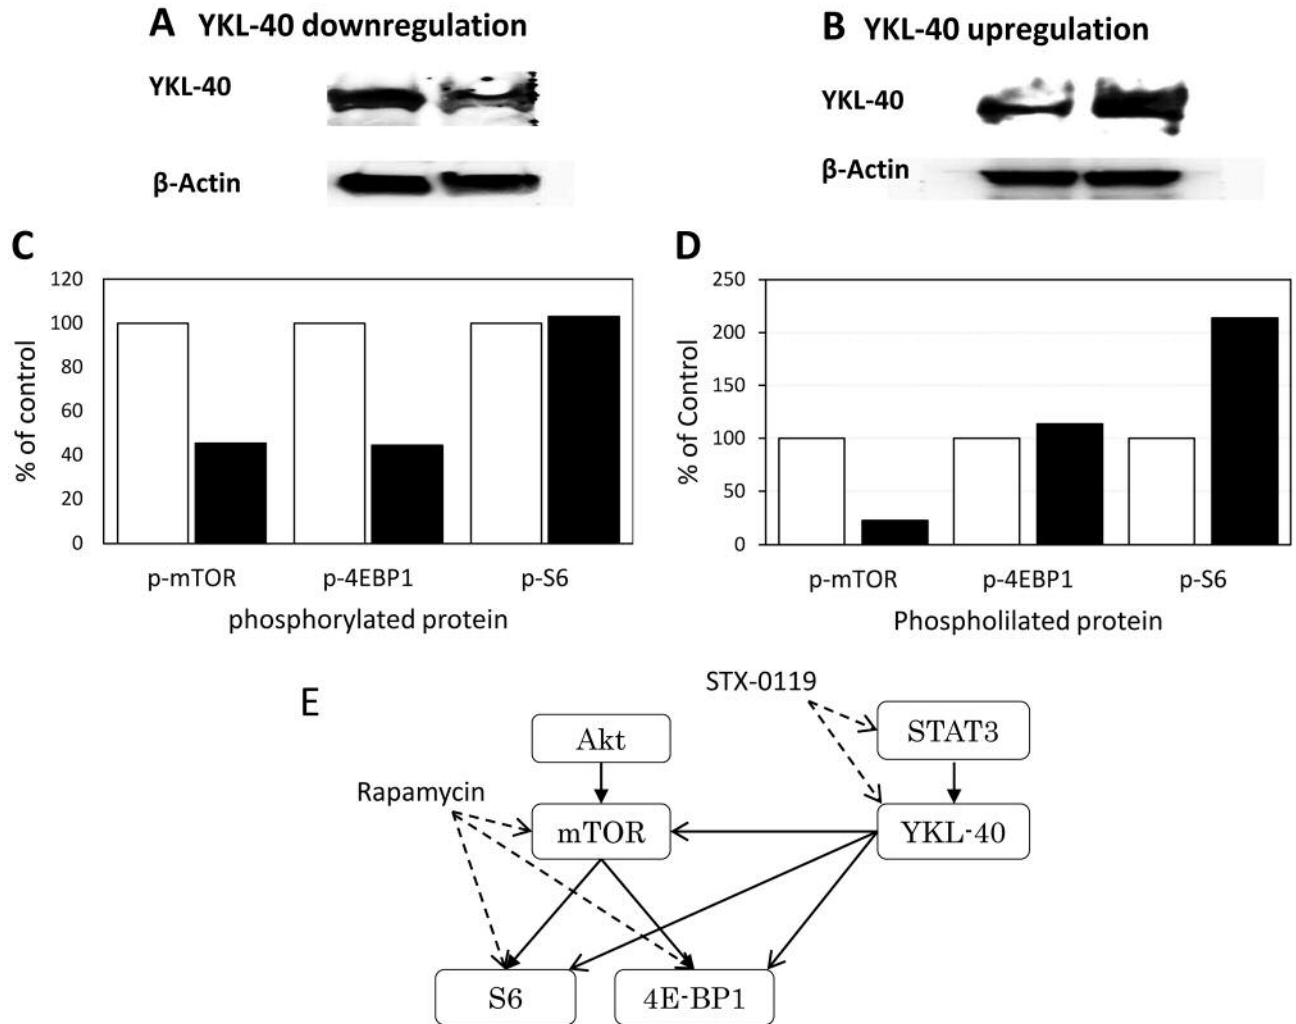 A YKL-40 downregulation
YKL-40
β-Actin
B YKL-40 upregulation
YKL-40
β-Actin
C
120
100
80
60
40
20
0
% of control
p-mTOR p-4EBP1 p-S6
phosphorylated protein
D
250
200
150
100
50
0
% of Control
p-mTOR p-4EBP1 p-S6
Phospholilated protein
E
STX-0119
Akt
STAT3
Rapamycin
mTOR
YKL-40
S6
4E-BP1